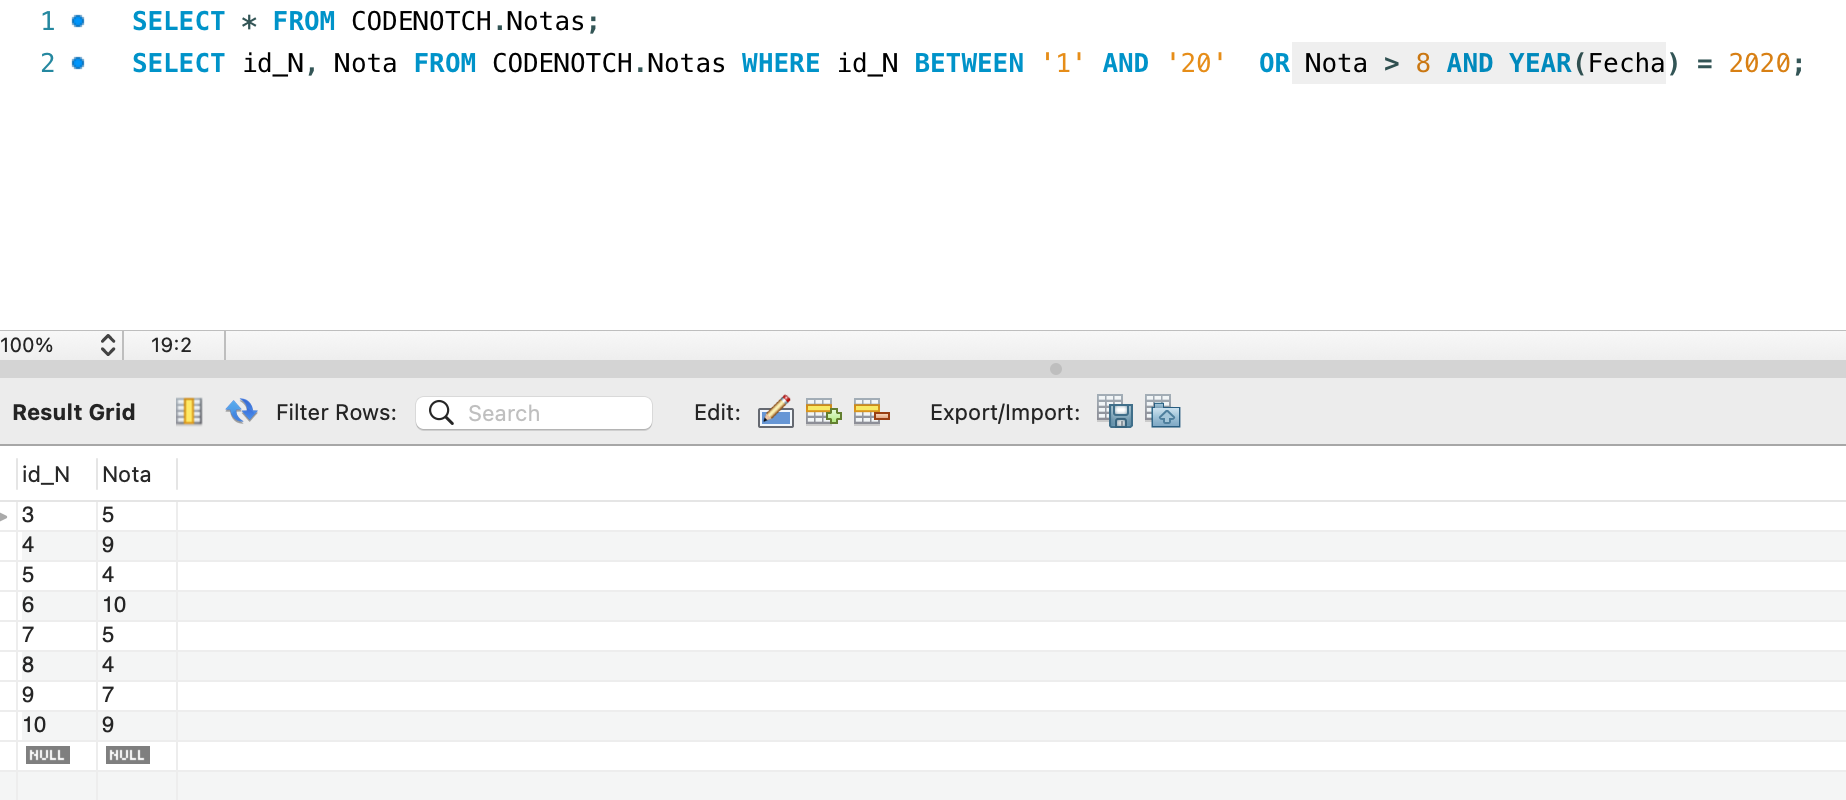 1 SELECT * FROM CODENOTCH.Notas;
2 SELECT id_N, Nota FROM CODENOTCH.Notas WHERE id_N BETWEEN '1' AND '20'  OR Nota > 8 AND YEAR(Fecha) = 2020;
100% 19:2
Result Grid Filter Rows: Search Edit: Export/Import:
id_N Nota
3 5
4 9
5 4
6 10
7 5
8 4
9 7
10 9
NULL NULL